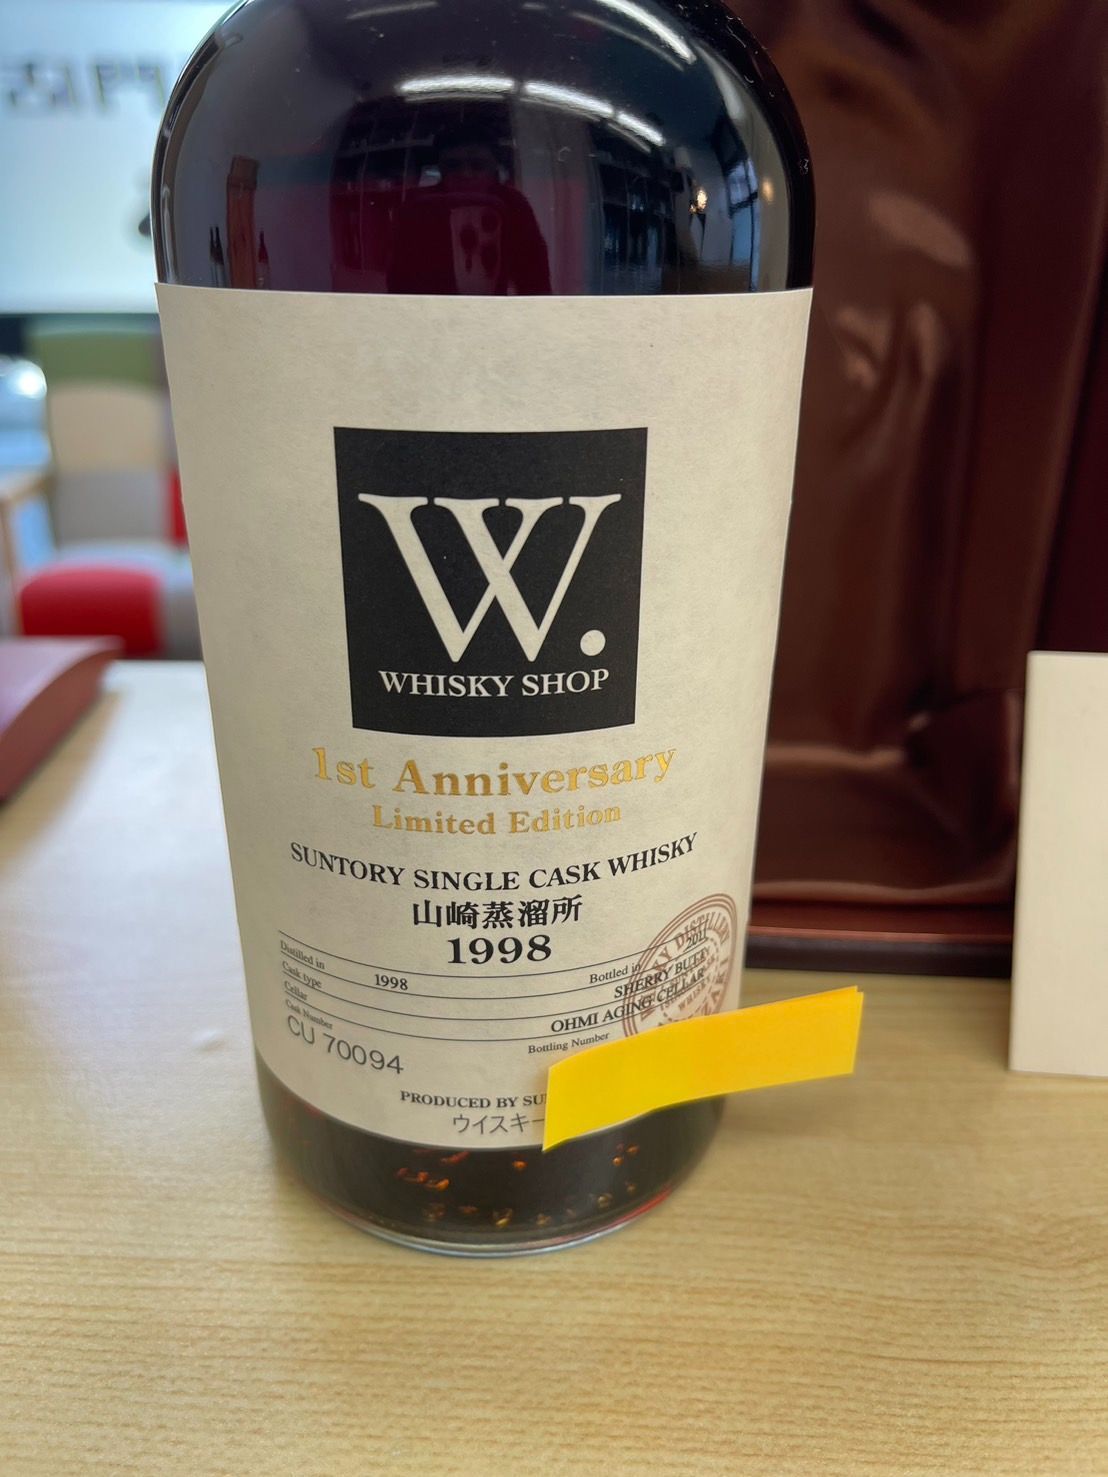 W.
WHISKY SHOP
1st Anniversary
Limited Edition
SUNTORY SINGLE CASK WHISKY
山崎蒸溜所
1998
Distilled in 1998 Bottled in 2011
Cask type SHERRY BUTT
Cellar OHMI AGING CELLAR
Cask Number Bottling Number
CU 70094
PRODUCED BY
ウイスキー